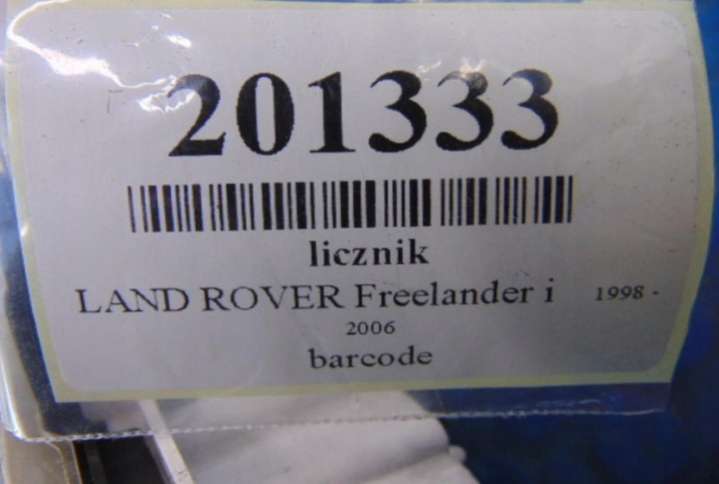 201333
licznik
LAND ROVER Freelander i 1998 -
2006
barcode